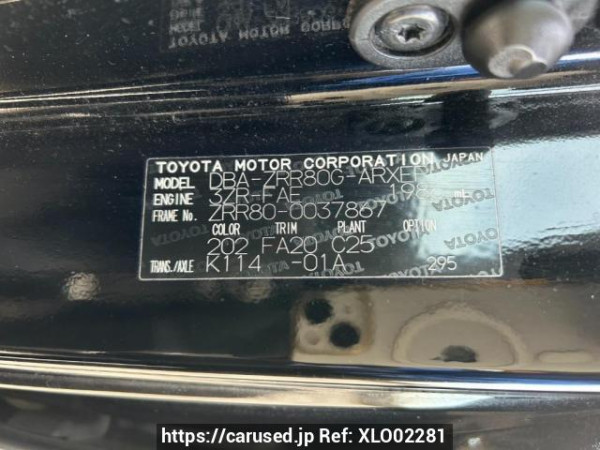 TOYOTA MOTOR CORPORATION JAPAN
MODEL DBA-ZRR80G-ARXEP
ENGINE 3ZR-FAE
FRAME No. ZRR80-0037867
COLOR TRIM PLANT OPTION
202 FA20 C25
TRANS./AXLE K114 -01A 295
https://carused.jp Ref: XLO02281